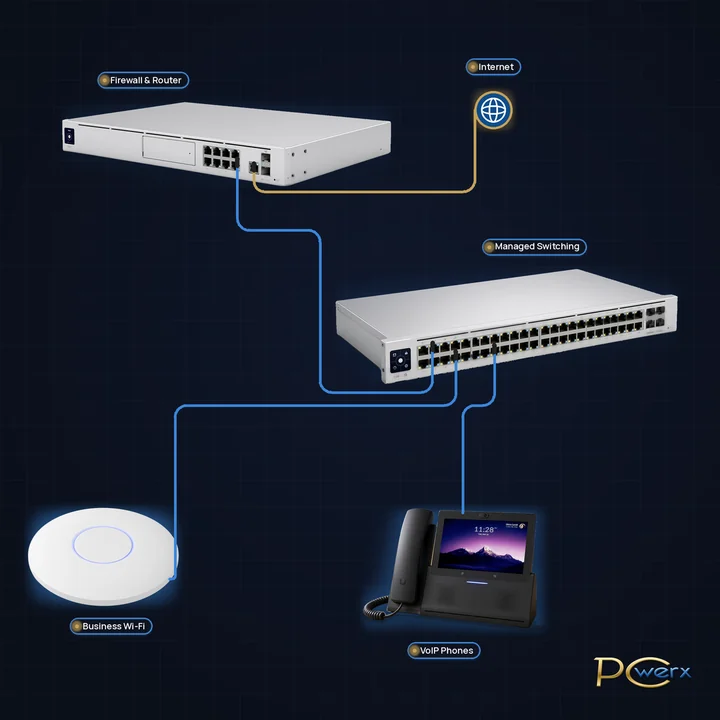 Internet
Firewall & Router
Managed Switching
11:28
Business Wi-Fi
VoIP Phones
PCwerx